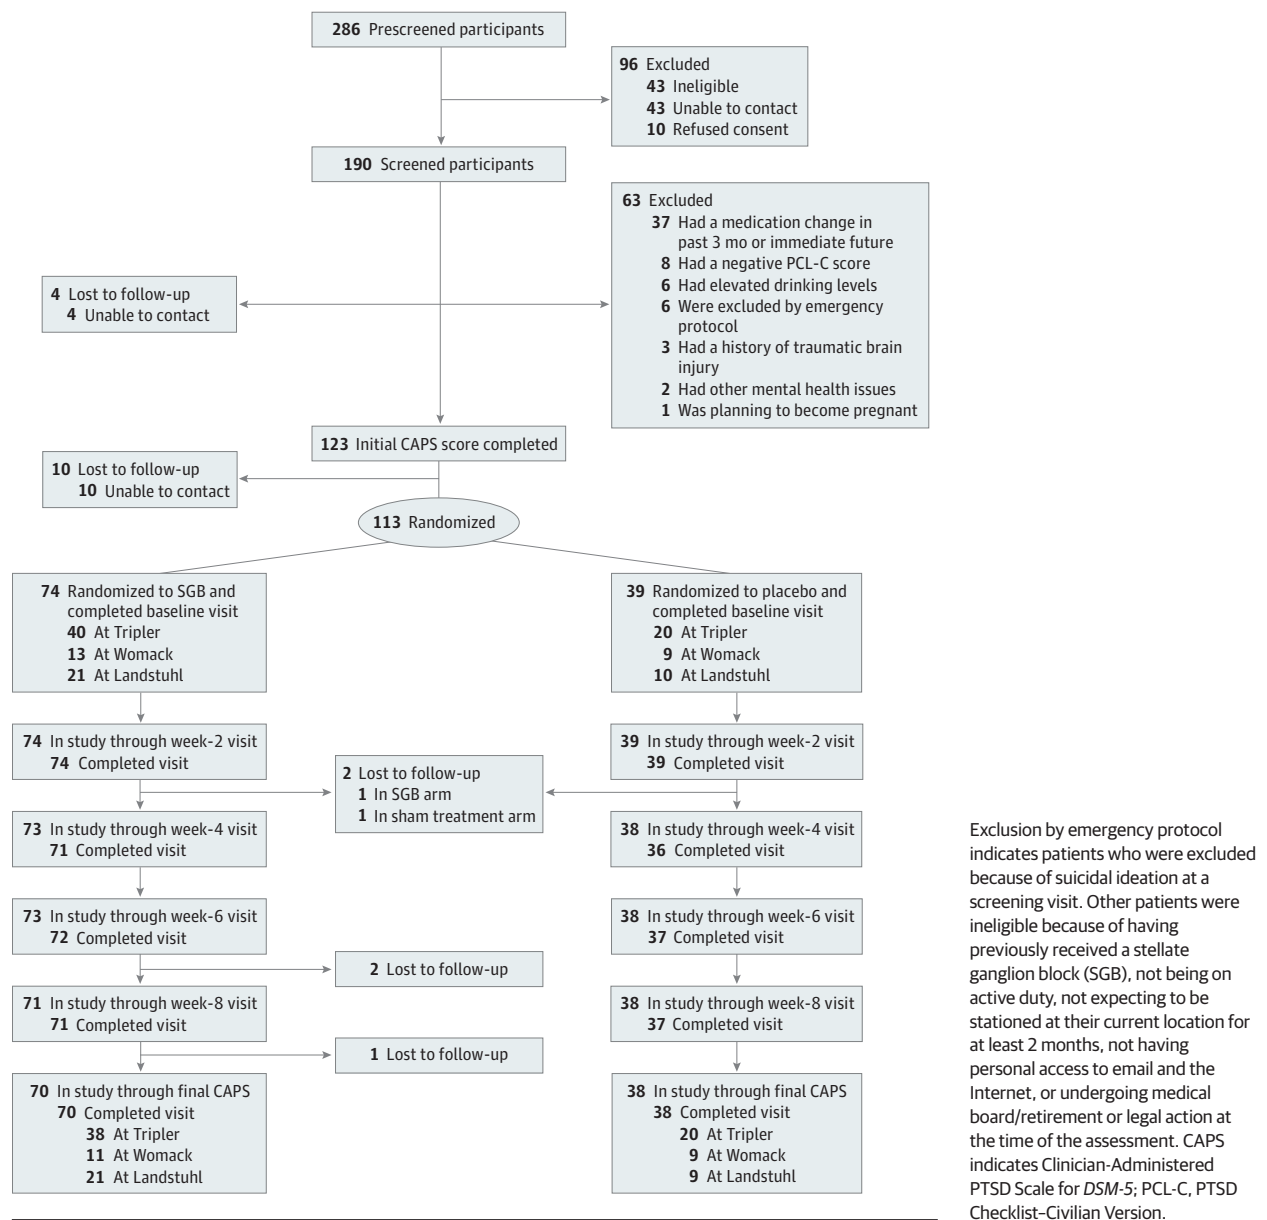 286 Prescreened participants
96 Excluded
43 Ineligible
43 Unable to contact
10 Refused consent
190 Screened participants
63 Excluded
37 Had a medication change in
past 3 mo or immediate future
8 Had a negative PCL-C score
6 Had elevated drinking levels
6 Were excluded by emergency
protocol
3 Had a history of traumatic brain
injury
2 Had other mental health issues
1 Was planning to become pregnant
4 Lost to follow-up
4 Unable to contact
123 Initial CAPS score completed
10 Lost to follow-up
10 Unable to contact
113 Randomized
74 Randomized to SGB and
completed baseline visit
40 At Tripler
13 At Womack
21 At Landstuhl
39 Randomized to placebo and
completed baseline visit
20 At Tripler
9 At Womack
10 At Landstuhl
74 In study through week-2 visit
74 Completed visit
39 In study through week-2 visit
39 Completed visit
2 Lost to follow-up
1 In SGB arm
1 In sham treatment arm
73 In study through week-4 visit
71 Completed visit
38 In study through week-4 visit
36 Completed visit
73 In study through week-6 visit
72 Completed visit
38 In study through week-6 visit
37 Completed visit
2 Lost to follow-up
71 In study through week-8 visit
71 Completed visit
38 In study through week-8 visit
37 Completed visit
1 Lost to follow-up
70 In study through final CAPS
70 Completed visit
38 At Tripler
11 At Womack
21 At Landstuhl
38 In study through final CAPS
38 Completed visit
20 At Tripler
9 At Womack
9 At Landstuhl
Exclusion by emergency protocol
indicates patients who were excluded
because of suicidal ideation at a
screening visit. Other patients were
ineligible because of having
previously received a stellate
ganglion block (SGB), not being on
active duty, not expecting to be
stationed at their current location for
at least 2 months, not having
personal access to email and the
Internet, or undergoing medical
board/retirement or legal action at
the time of the assessment. CAPS
indicates Clinician-Administered
PTSD Scale for DSM-5; PCL-C, PTSD
Checklist–Civilian Version.